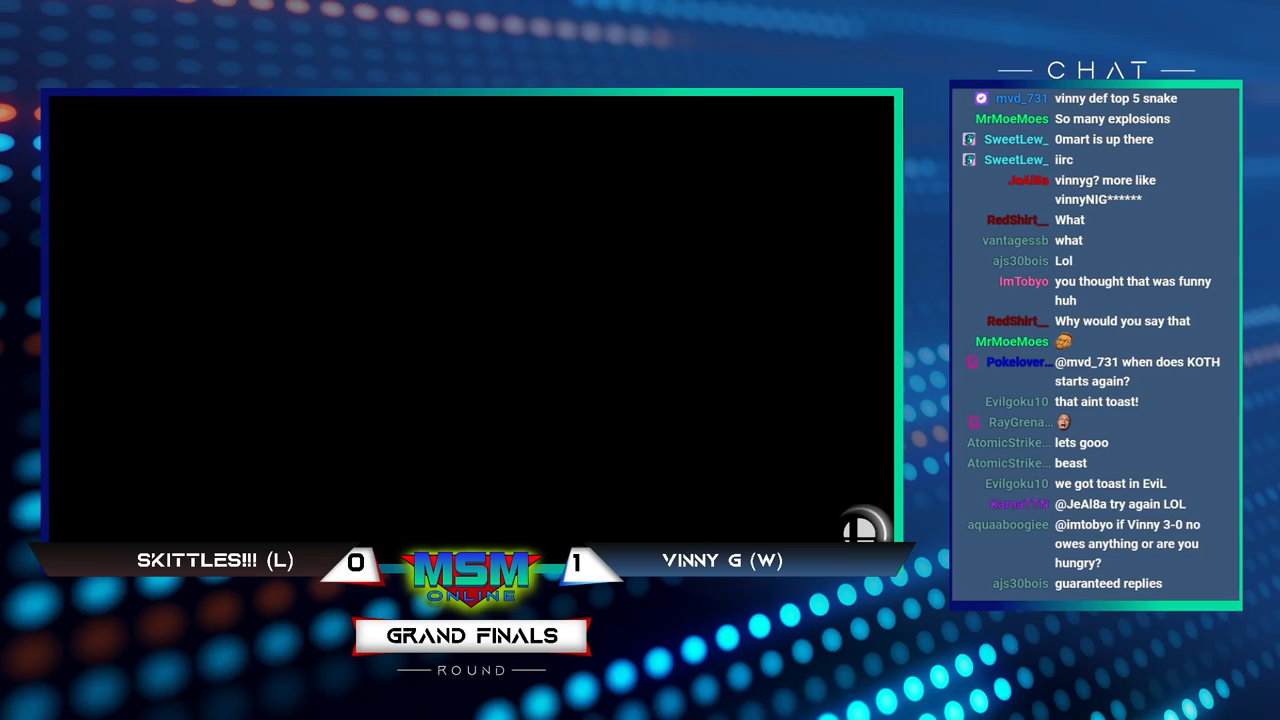 CHAT
mvd_731 vinny def top 5 snake
MrMoeMoes So many explosions
SweetLew_ 0mart is up there
SweetLew_ iirc
JeAl8a vinnyg? more like
vinnyNIG******
RedShirt__ What
vantagessb what
ajs30bois Lol
ImTobyo you thought that was funny
huh
RedShirt__ Why would you say that
MrMoeMoes
Pokelover... @mvd_731 when does KOTH
starts again?
Evilgoku10 that aint toast!
RayGrena...
AtomicStrike... lets gooo
AtomicStrike... beast
Evilgoku10 we got toast in EviL
KamaTTN @JeAl8a try again LOL
aquaaboogiee @imtobyo if Vinny 3-0 no
owes anything or are you
hungry?
ajs30bois guaranteed replies
SKITTLES!!! (L) 0 MSM ONLINE 1 VINNY G (W)
GRAND FINALS
ROUND